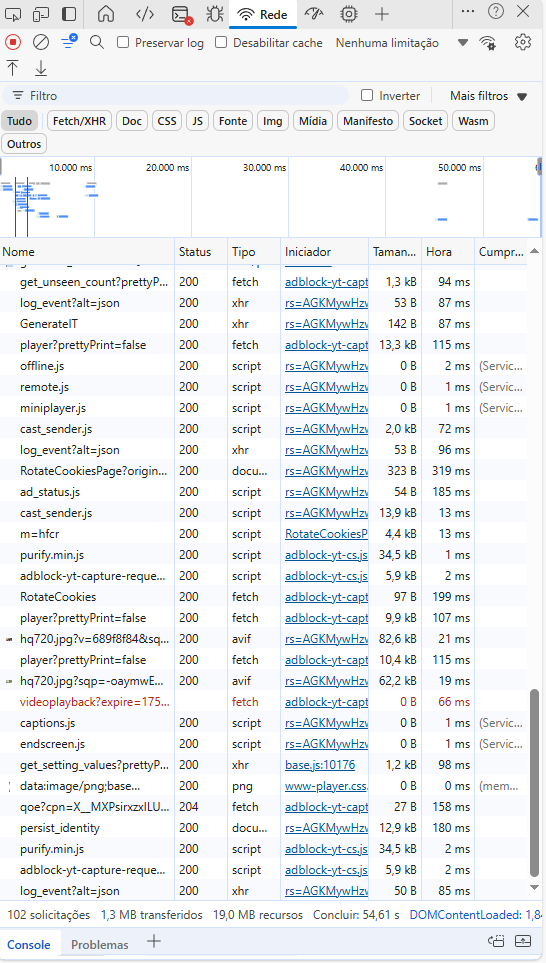 Rede
Preservar log Desabilitar cache Nenhuma limitação
Filtro Inverter Mais filtros
Tudo Fetch/XHR Doc CSS JS Fonte Img Mídia Manifesto Socket Wasm
Outros
10.000 ms 20.000 ms 30.000 ms 40.000 ms 50.000 ms
Nome Status Tipo Iniciador Taman... Hora Cumpr...
get_unseen_count?prettyP... 200 fetch adblock-yt-capt 1,3 kB 94 ms
log_event?alt=json 200 xhr rs=AGKMywHzw 53 B 87 ms
GenerateIT 200 xhr rs=AGKMywHzw 142 B 87 ms
player?prettyPrint=false 200 fetch adblock-yt-capt 13,3 kB 115 ms
offline.js 200 script rs=AGKMywHzw 0 B 2 ms (Servic...
remote.js 200 script rs=AGKMywHzw 0 B 1 ms (Servic...
miniplayer.js 200 script rs=AGKMywHzw 0 B 1 ms (Servic...
cast_sender.js 200 script rs=AGKMywHzw 2,0 kB 72 ms
log_event?alt=json 200 xhr rs=AGKMywHzw 53 B 96 ms
RotateCookiesPage?origin... 200 docu... rs=AGKMywHzw 323 B 319 ms
ad_status.js 200 script rs=AGKMywHzw 54 B 185 ms
cast_sender.js 200 script rs=AGKMywHzw 13,9 kB 13 ms
m=hfcr 200 script RotateCookiesP 4,4 kB 13 ms
purify.min.js 200 script adblock-yt-cs.js 34,5 kB 1 ms
adblock-yt-capture-reque... 200 script adblock-yt-cs.js 5,9 kB 2 ms
RotateCookies 200 fetch adblock-yt-capt 97 B 199 ms
player?prettyPrint=false 200 fetch adblock-yt-capt 9,9 kB 107 ms
hq720.jpg?v=689f8f84&sq... 200 avif rs=AGKMywHzw 82,6 kB 21 ms
player?prettyPrint=false 200 fetch adblock-yt-capt 10,4 kB 115 ms
hq720.jpg?sqp=-oaymwE... 200 avif rs=AGKMywHzw 62,2 kB 19 ms
videoplayback?expire=175... fetch adblock-yt-capt 0 B 66 ms
captions.js 200 script rs=AGKMywHzw 0 B 1 ms (Servic...
endscreen.js 200 script rs=AGKMywHzw 0 B 1 ms (Servic...
get_setting_values?prettyP... 200 xhr base.js:10176 1,2 kB 98 ms
data:image/png;base... 200 png www-player.css. 0 B 0 ms (mem...
qoe?cpn=X__MXPsirxzxILU... 204 fetch adblock-yt-capt 27 B 158 ms
persist_identity 200 docu... rs=AGKMywHzw 12,9 kB 180 ms
purify.min.js 200 script adblock-yt-cs.js 34,5 kB 2 ms
adblock-yt-capture-reque... 200 script adblock-yt-cs.js 5,9 kB 2 ms
log_event?alt=json 200 xhr rs=AGKMywHzw 50 B 85 ms
102 solicitações 1,3 MB transferidos 19,0 MB recursos Concluir: 54,61 s DOMContentLoaded: 1,84
Console Problemas